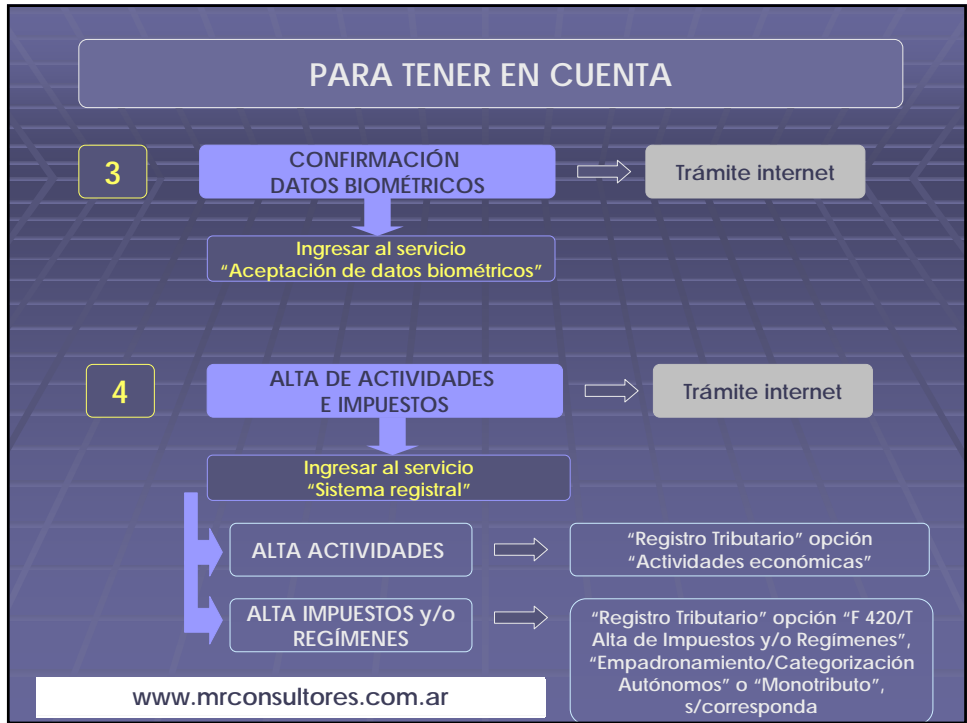 PARA TENER EN CUENTA
3
CONFIRMACIÓN
DATOS BIOMÉTRICOS
Trámite internet
Ingresar al servicio
“Aceptación de datos biométricos”
4
ALTA DE ACTIVIDADES
E IMPUESTOS
Trámite internet
Ingresar al servicio
“Sistema registral”
ALTA ACTIVIDADES
“Registro Tributario” opción
“Actividades económicas”
ALTA IMPUESTOS y/o
REGÍMENES
“Registro Tributario” opción “F 420/T
Alta de Impuestos y/o Regímenes”,
“Empadronamiento/Categorización
Autónomos” o “Monotributo”,
s/corresponda
www.mrconsultores.com.ar